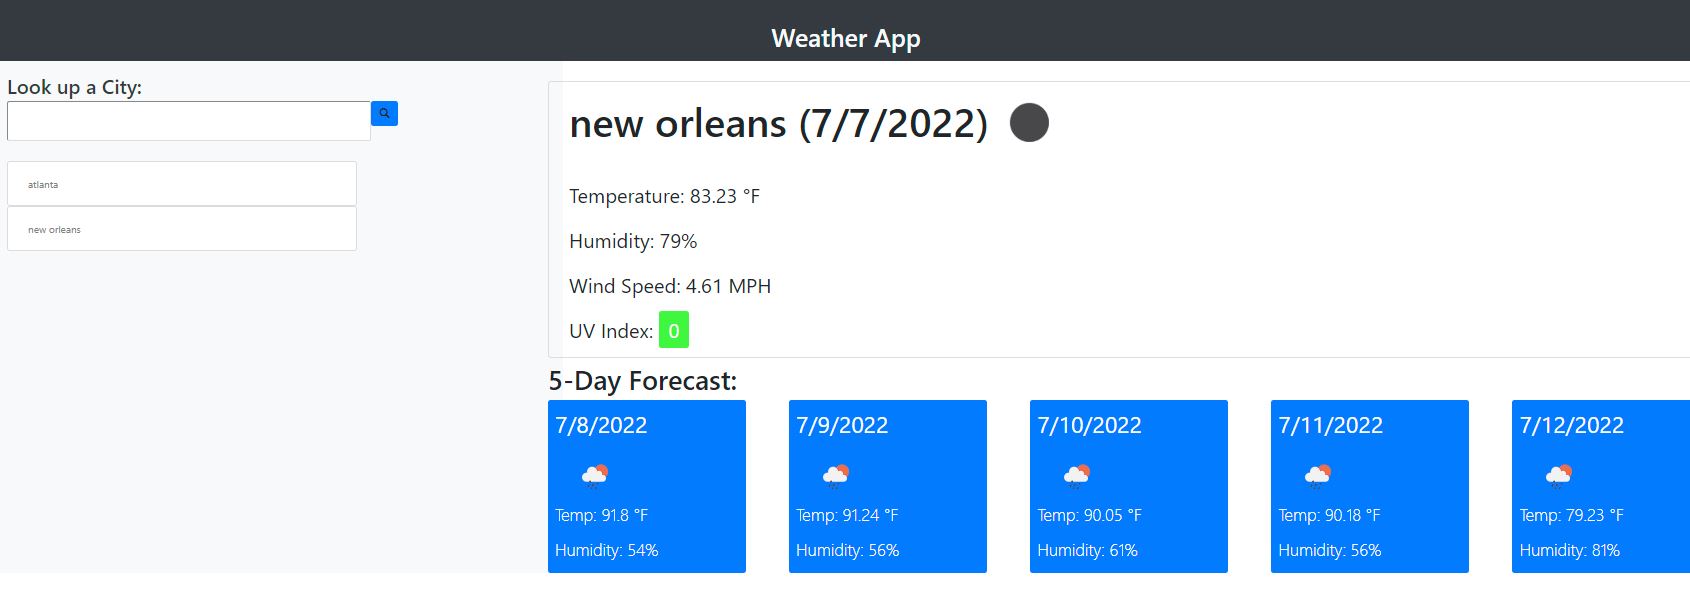 Weather App
Look up a City:
atlanta
new orleans
new orleans (7/7/2022)
Temperature: 83.23 °F
Humidity: 79%
Wind Speed: 4.61 MPH
UV Index: 0
5-Day Forecast:
7/8/2022
Temp: 91.8 °F
Humidity: 54%
7/9/2022
Temp: 91.24 °F
Humidity: 56%
7/10/2022
Temp: 90.05 °F
Humidity: 61%
7/11/2022
Temp: 90.18 °F
Humidity: 56%
7/12/2022
Temp: 79.23 °F
Humidity: 81%